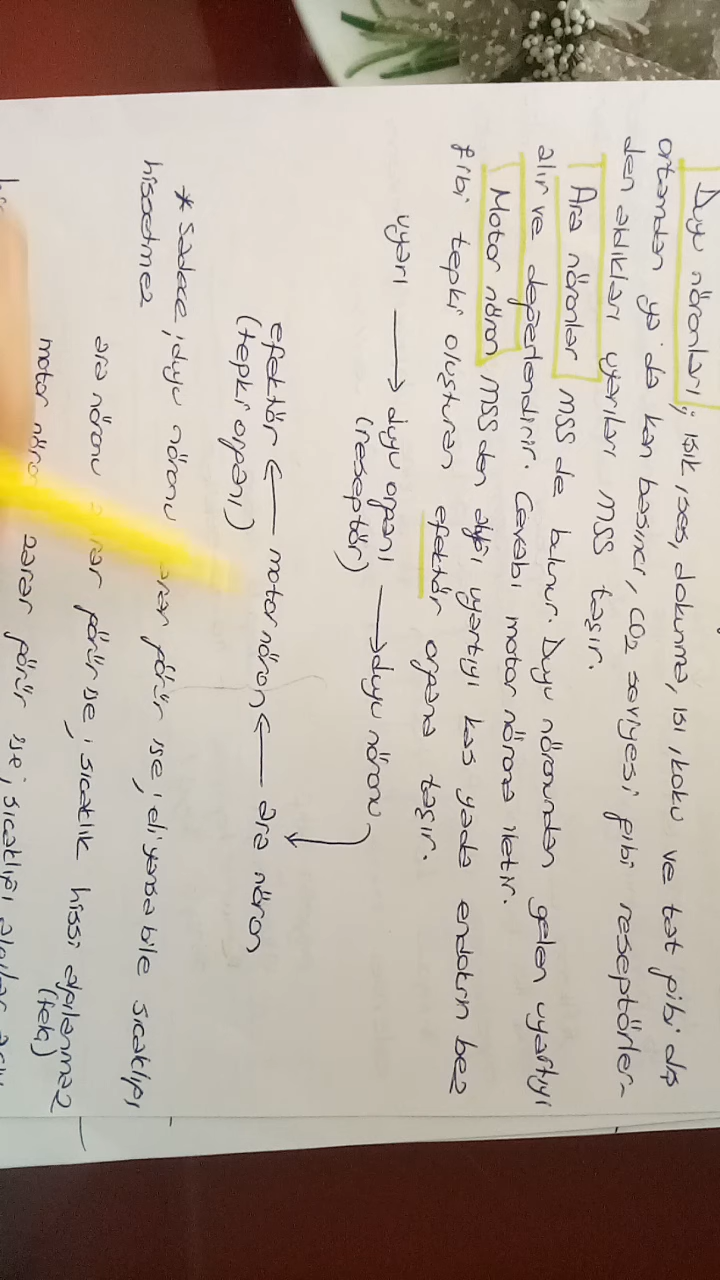 Duyu nöronları; ışık, ses, dokunma, ısı, koku ve tat gibi dış
ortamdan ya da kan basıncı, CO₂ seviyesi gibi reseptörler-
den aldıkları uyarıları MSS taşır.
Ara nöronlar MSS de bulunur. Duyu nöronundan gelen uyartıyı
alır ve değerlendirir. Cevabı motor nörona iletir.
Motor nöron MSS den aldığı uyartıyı kas yada endokrin bez
gibi tepki oluşturan efektör organa taşır.
uyarı → duyu organı → duyu nöronu
(reseptör)
efektör ← motor nöron ← ara nöron
(tepki organı)
* Sadece; duyu nöronu zarar görür ise; eli yansa bile sıcaklığı
hissetmez
ara nöronu zarar görür se; sıcaklık hissi algılanmaz
motor nöron zarar görür se; sıcaklığı